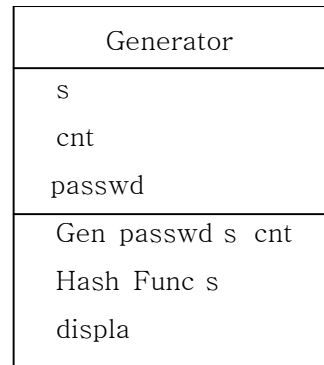 Generator
s
cnt
passwd
Gen passwd s cnt
Hash Func s
displa